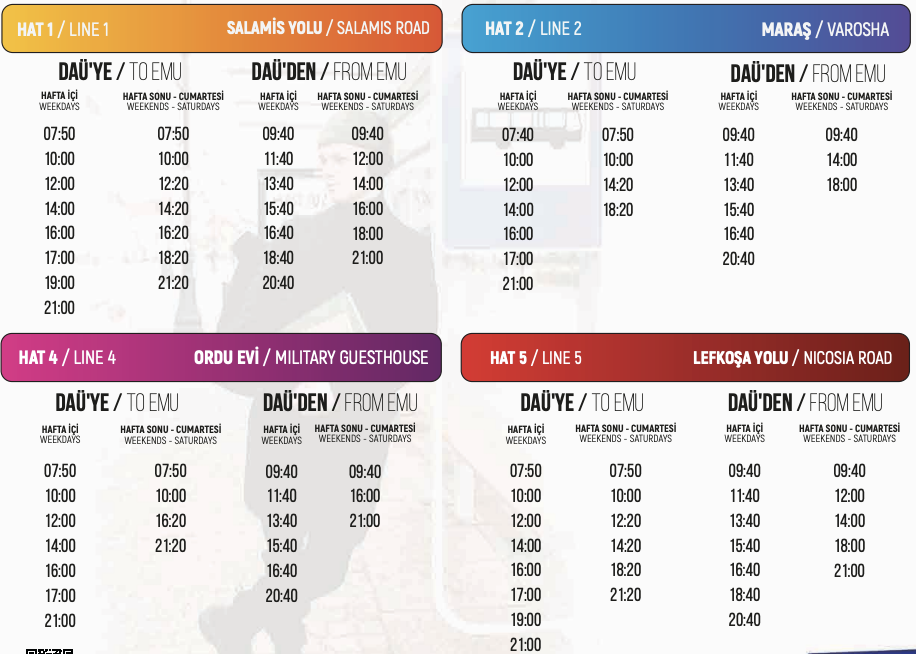 HAT 1 / LINE 1 SALAMİS YOLU / SALAMIS ROAD
DAÜ'YE / TO EMU DAÜ'DEN / FROM EMU
HAFTA İÇİ HAFTA SONU - CUMARTESİ HAFTA İÇİ HAFTA SONU - CUMARTESİ
WEEKDAYS WEEKENDS - SATURDAYS WEEKDAYS WEEKENDS - SATURDAYS
07:50 07:50 09:40 09:40
10:00 10:00 11:40 12:00
12:00 12:20 13:40 14:00
14:00 14:20 15:40 16:00
16:00 16:20 16:40 18:00
17:00 18:20 18:40 21:00
19:00 21:20 20:40
21:00
HAT 2 / LINE 2 MARAŞ / VAROSHA
DAÜ'YE / TO EMU DAÜ'DEN / FROM EMU
HAFTA İÇİ HAFTA SONU - CUMARTESİ HAFTA İÇİ HAFTA SONU - CUMARTESİ
WEEKDAYS WEEKENDS - SATURDAYS WEEKDAYS WEEKENDS - SATURDAYS
07:40 07:50 09:40 09:40
10:00 10:00 11:40 14:00
12:00 14:20 13:40 18:00
14:00 18:20 15:40
16:00 16:40
17:00 20:40
21:00
HAT 4 / LINE 4 ORDU EVİ / MILITARY GUESTHOUSE
DAÜ'YE / TO EMU DAÜ'DEN / FROM EMU
HAFTA İÇİ HAFTA SONU - CUMARTESİ HAFTA İÇİ HAFTA SONU - CUMARTESİ
WEEKDAYS WEEKENDS - SATURDAYS WEEKDAYS WEEKENDS - SATURDAYS
07:50 07:50 09:40 09:40
10:00 10:00 11:40 16:00
12:00 16:20 13:40 21:00
14:00 21:20 15:40
16:00 16:40
17:00 20:40
21:00
HAT 5 / LINE 5 LEFKOŞA YOLU / NICOSIA ROAD
DAÜ'YE / TO EMU DAÜ'DEN / FROM EMU
HAFTA İÇİ HAFTA SONU - CUMARTESİ HAFTA İÇİ HAFTA SONU - CUMARTESİ
WEEKDAYS WEEKENDS - SATURDAYS WEEKDAYS WEEKENDS - SATURDAYS
07:50 07:50 09:40 09:40
10:00 10:00 11:40 12:00
12:00 12:20 13:40 14:00
14:00 14:20 15:40 18:00
16:00 18:20 16:40 21:00
17:00 21:20 18:40
19:00 20:40
21:00